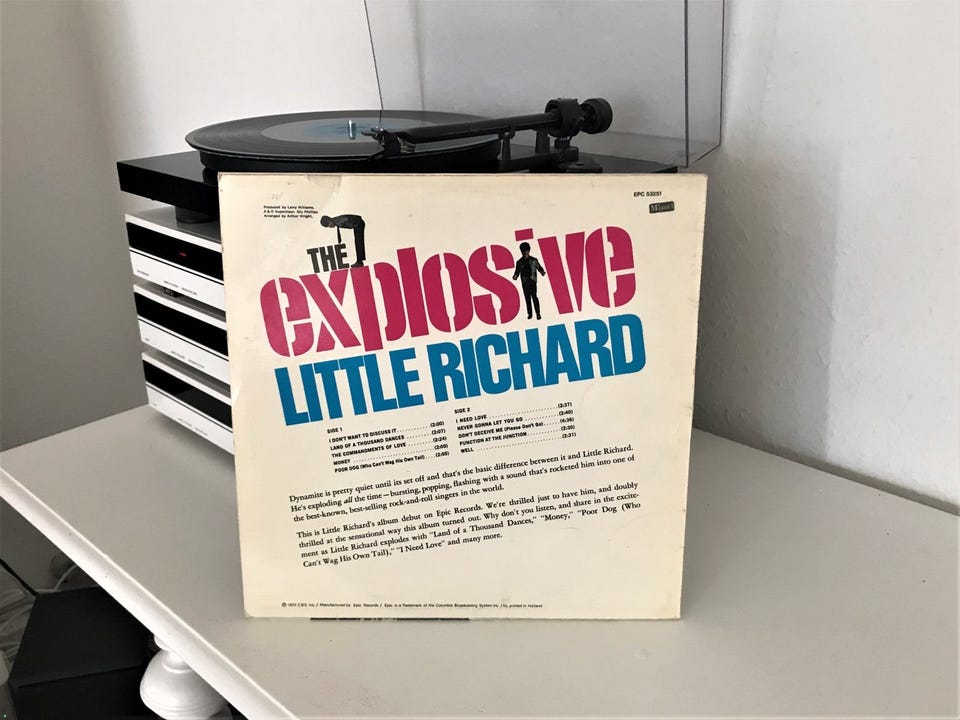 Produced by Larry Williams,
A & R Supervisor: Stu Phillips
Arranged by Arthur Wright,
EPC 53251
THE
explosive
LITTLE RICHARD
SIDE 1
I DON'T WANT TO DISCUSS IT (2:00)
LAND OF A THOUSAND DANCES (2:07)
THE COMMANDMENTS OF LOVE (2:24)
MONEY (2:00)
POOR DOG (Who Can't Wag His Own Tail) (2:00)
SIDE 2
I NEED LOVE (2:37)
NEVER GONNA LET YOU GO (2:40)
DON'T DECEIVE ME (Please Don't Go) (4:36)
FUNCTION AT THE JUNCTION (2:30)
WELL (2:31)
Dynamite is pretty quiet until its set off and that's the basic difference between it and Little Richard.
He's exploding all the time—bursting, popping, flashing with a sound that's rocketed him into one of
the best-known, best-selling rock-and-roll singers in the world.
This is Little Richard's album debut on Epic Records. We're thrilled just to have him, and doubly
thrilled at the sensational way this album turned out. Why don't you listen, and share in the excite-
ment as Little Richard explodes with "Land of a Thousand Dances," "Money," "Poor Dog (Who
Can't Wag His Own Tail)," "I Need Love" and many more.
Ⓟ 1970 C.B.S. Inc./ Manufactured by Epic Records / Epic is a Trademark of the Columbia Broadcasting System Inc. / printed in Holland